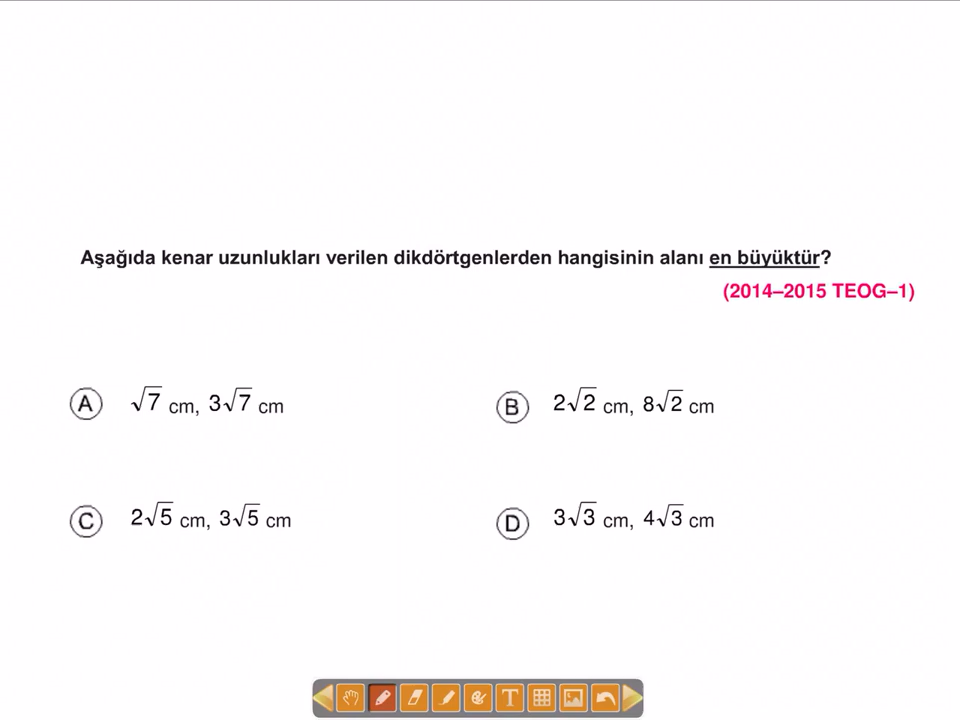 Aşağıda kenar uzunlukları verilen dikdörtgenlerden hangisinin alanı en büyüktür?
(2014–2015 TEOG–1)
A √7 cm, 3√7 cm
B 2√2 cm, 8√2 cm
C 2√5 cm, 3√5 cm
D 3√3 cm, 4√3 cm
T